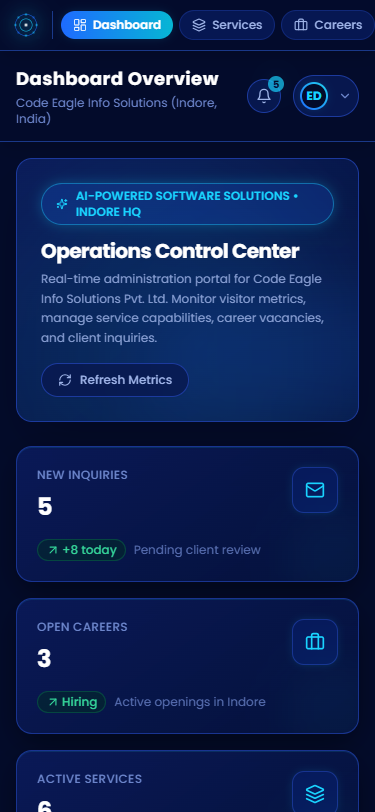 Dashboard
Services
Careers
Dashboard Overview
Code Eagle Info Solutions (Indore,
India)
5
ED
AI-POWERED SOFTWARE SOLUTIONS •
INDORE HQ
Operations Control Center
Real-time administration portal for Code Eagle
Info Solutions Pvt. Ltd. Monitor visitor metrics,
manage service capabilities, career vacancies,
and client inquiries.
Refresh Metrics
NEW INQUIRIES
5
+8 today Pending client review
OPEN CAREERS
3
Hiring Active openings in Indore
ACTIVE SERVICES
6